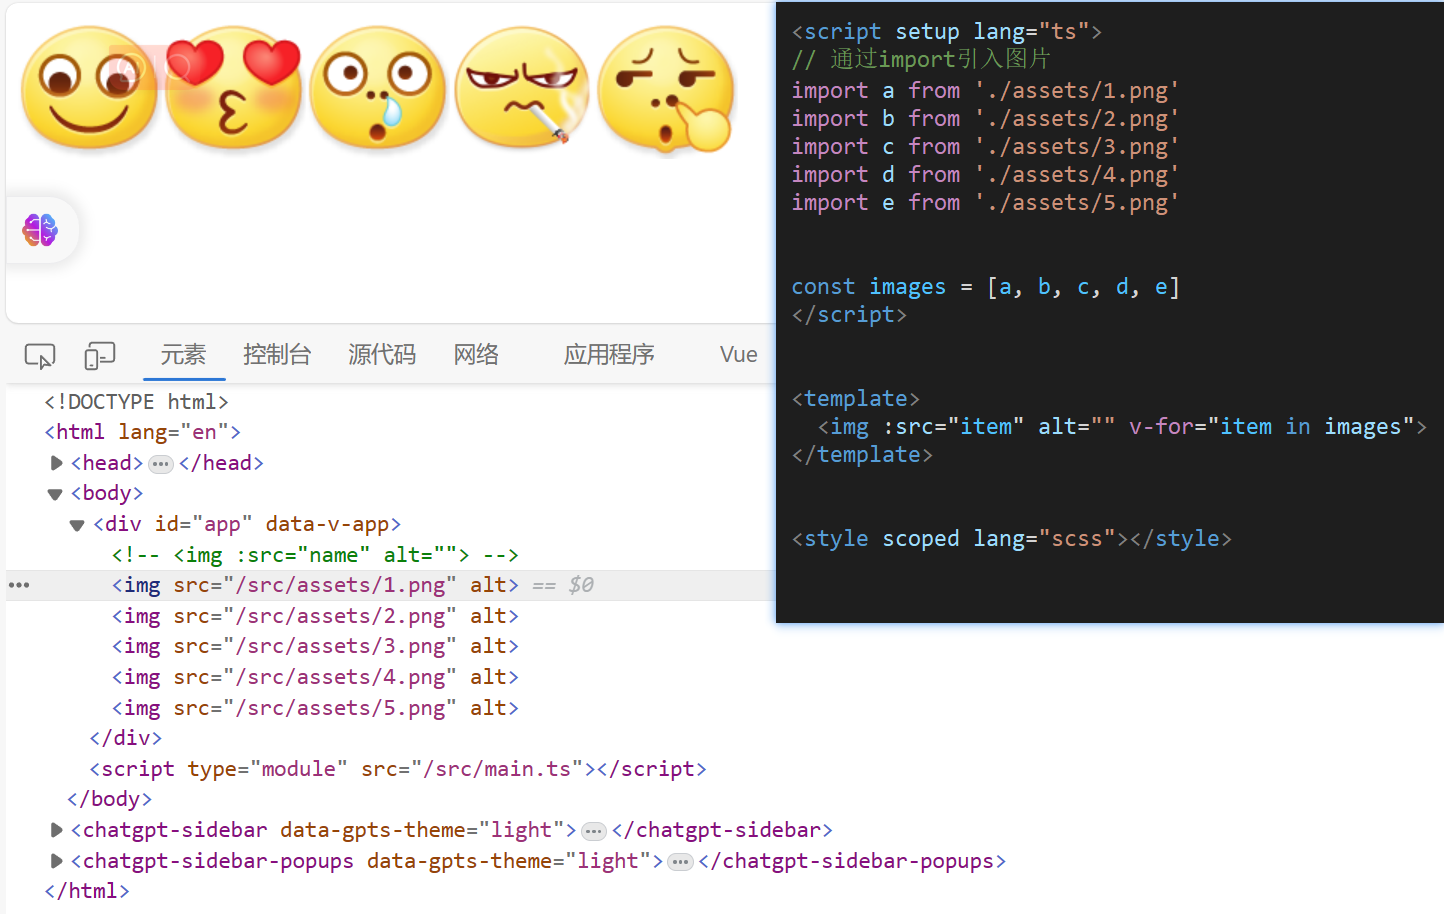 <script setup lang="ts">
// 通过import引入图片
import a from './assets/1.png'
import b from './assets/2.png'
import c from './assets/3.png'
import d from './assets/4.png'
import e from './assets/5.png'
const images = [a, b, c, d, e]
</script>
<template>
<img :src="item" alt="" v-for="item in images">
</template>
<style scoped lang="scss"></style>
元素 控制台 源代码 网络 应用程序 Vue
<!DOCTYPE html>
<html lang="en">
<head>…</head>
<body>
<div id="app" data-v-app>
<!-- <img :src="name" alt=""> -->
<img src="/src/assets/1.png" alt> == $0
<img src="/src/assets/2.png" alt>
<img src="/src/assets/3.png" alt>
<img src="/src/assets/4.png" alt>
<img src="/src/assets/5.png" alt>
</div>
<script type="module" src="/src/main.ts"></script>
</body>
<chatgpt-sidebar data-gpts-theme="light">…</chatgpt-sidebar>
<chatgpt-sidebar-popups data-gpts-theme="light">…</chatgpt-sidebar-popups>
</html>